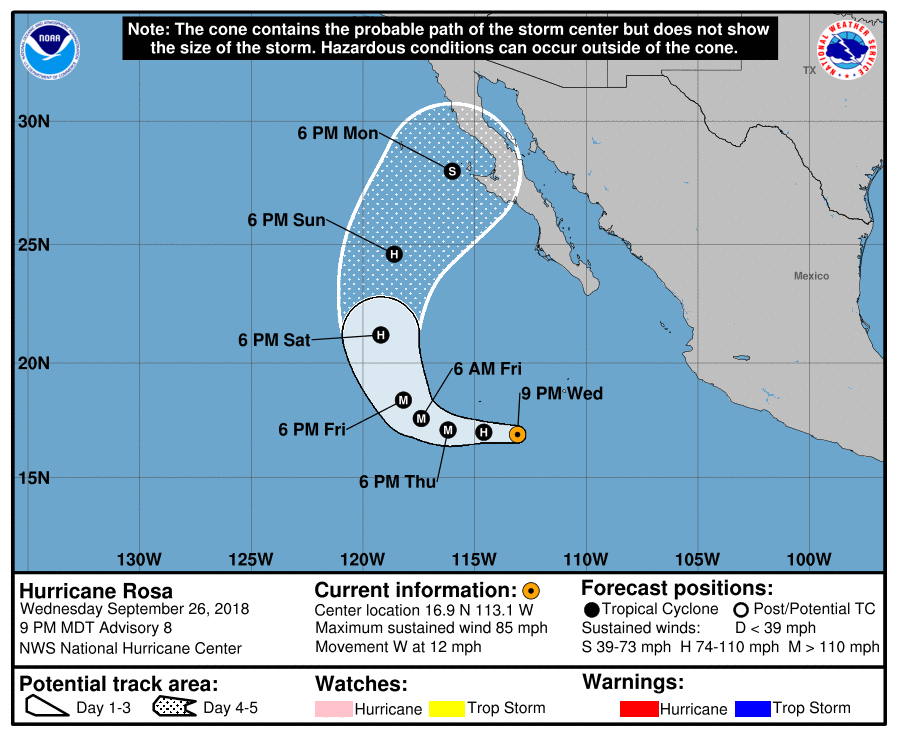 Note: The cone contains the probable path of the storm center but does not show
the size of the storm. Hazardous conditions can occur outside of the cone.
NOAA
NATIONAL WEATHER SERVICE
TX
30N
6 PM Mon
S
6 PM Sun
25N
H
Mexico
6 PM Sat
H
20N
6 AM Fri
9 PM Wed
M
M
6 PM Fri
M
H
6 PM Thu
15N
130W 125W 120W 115W 110W 105W 100W
Hurricane Rosa
Wednesday September 26, 2018
9 PM MDT Advisory 8
NWS National Hurricane Center
Current information:
Center location 16.9 N 113.1 W
Maximum sustained wind 85 mph
Movement W at 12 mph
Forecast positions:
Tropical Cyclone Post/Potential TC
Sustained winds: D < 39 mph
S 39-73 mph H 74-110 mph M > 110 mph
Potential track area:
Day 1-3 Day 4-5
Watches:
Hurricane Trop Storm
Warnings:
Hurricane Trop Storm